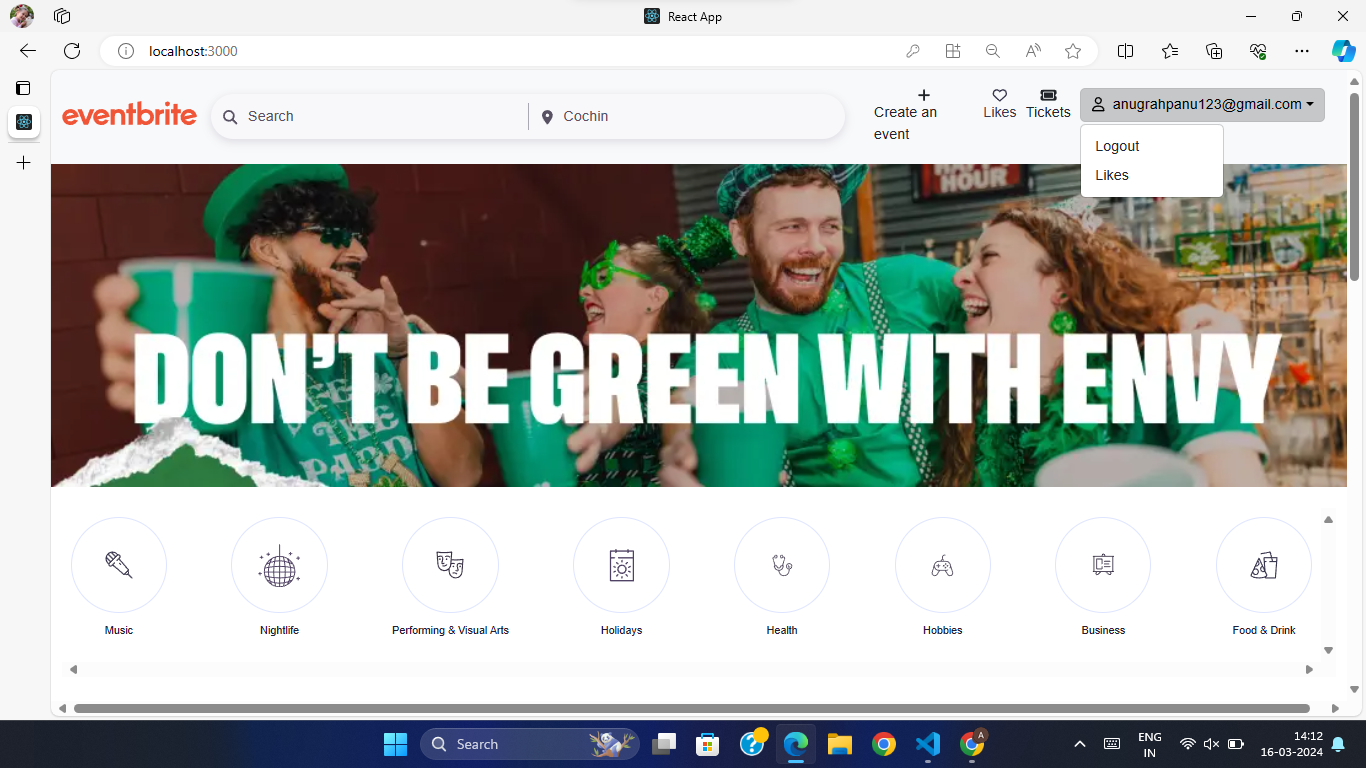 React App
localhost:3000
eventbrite
Search
Cochin
Create an
event
Likes
Tickets
anugrahpanu123@gmail.com
Logout
Likes
HOUR
DON'T BE GREEN WITH ENVY
Music
Nightlife
Performing & Visual Arts
Holidays
Health
Hobbies
Business
Food & Drink
Search
A
ENG
IN
14:12
16-03-2024